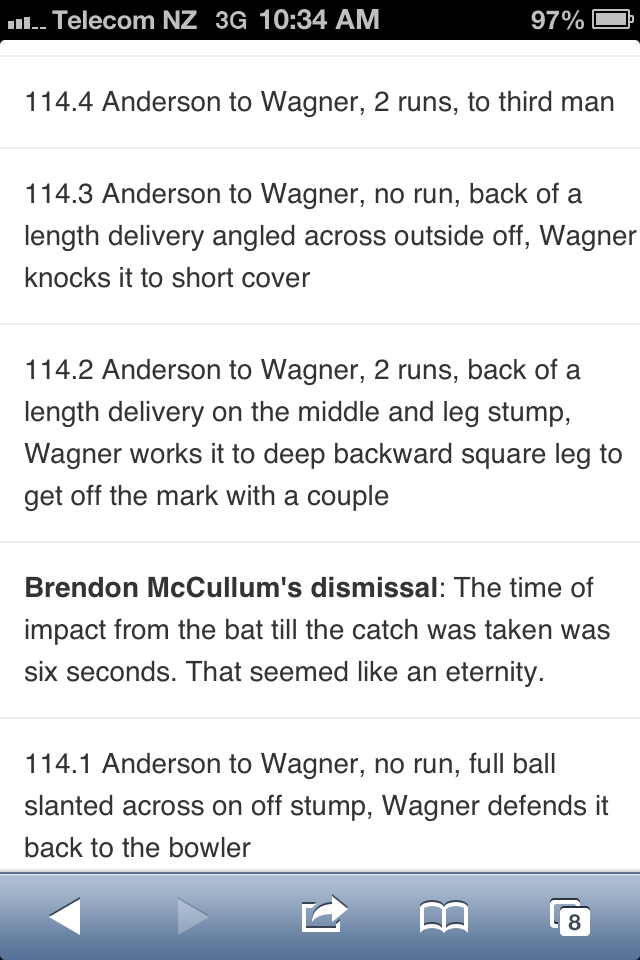 Telecom NZ 3G 10:34 AM 97%
114.4 Anderson to Wagner, 2 runs, to third man
114.3 Anderson to Wagner, no run, back of a
length delivery angled across outside off, Wagner
knocks it to short cover
114.2 Anderson to Wagner, 2 runs, back of a
length delivery on the middle and leg stump,
Wagner works it to deep backward square leg to
get off the mark with a couple
Brendon McCullum's dismissal: The time of
impact from the bat till the catch was taken was
six seconds. That seemed like an eternity.
114.1 Anderson to Wagner, no run, full ball
slanted across on off stump, Wagner defends it
back to the bowler
8